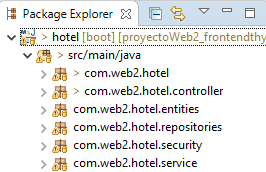 Package Explorer
> hotel [boot] [proyectoWeb2_frontendthy
> src/main/java
> com.web2.hotel
> com.web2.hotel.controller
com.web2.hotel.entities
com.web2.hotel.repositories
com.web2.hotel.security
com.web2.hotel.service